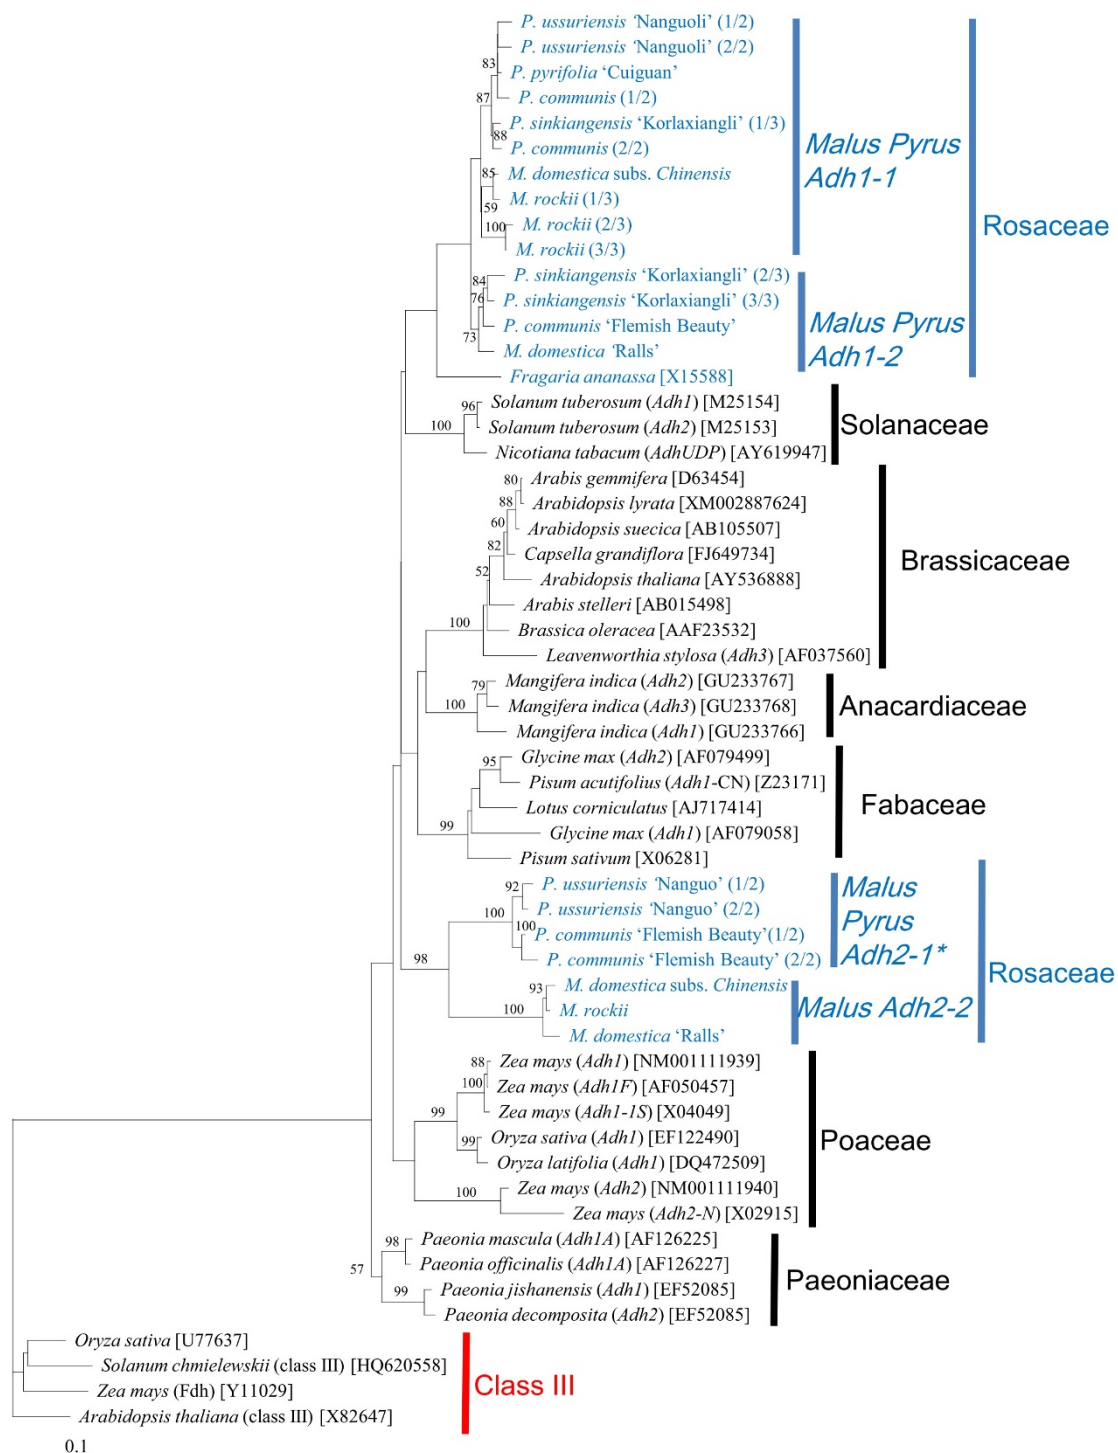 P. ussuriensis ‘Nanguoli’ (1/2)
P. ussuriensis ‘Nanguoli’ (2/2)
83
P. pyrifolia ‘Cuiguan’
87
P. communis (1/2)
P. sinkiangensis ‘Korlaxiangli’ (1/3)
88
P. communis (2/2)
Malus Pyrus
Adh1-1
85
M. domestica subs. Chinensis
M. rockii (1/3)
59
100
M. rockii (2/3)
Rosaceae
M. rockii (3/3)
P. sinkiangensis ‘Korlaxiangli’ (2/3)
84
76
P. sinkiangensis ‘Korlaxiangli’ (3/3)
P. communis ‘Flemish Beauty’
Malus Pyrus
Adh1-2
73
M. domestica ‘Ralls’
Fragaria ananassa [X15588]
96
Solanum tuberosum (Adh1) [M25154]
100
Solanum tuberosum (Adh2) [M25153]
Solanaceae
Nicotiana tabacum (AdhUDP) [AY619947]
80
Arabis gemmifera [D63454]
88
Arabidopsis lyrata [XM002887624]
60
Arabidopsis suecica [AB105507]
82
Capsella grandiflora [FJ649734]
Brassicaceae
52
Arabidopsis thaliana [AY536888]
Arabis stelleri [AB015498]
100
Brassica oleracea [AAF23532]
Leavenworthia stylosa (Adh3) [AF037560]
79
Mangifera indica (Adh2) [GU233767]
100
Mangifera indica (Adh3) [GU233768]
Anacardiaceae
Mangifera indica (Adh1) [GU233766]
95
Glycine max (Adh2) [AF079499]
Pisum acutifolius (Adh1-CN) [Z23171]
Lotus corniculatus [AJ717414]
Fabaceae
99
Glycine max (Adh1) [AF079058]
Pisum sativum [X06281]
92
P. ussuriensis ‘Nanguo’ (1/2)
100
P. ussuriensis ‘Nanguo’ (2/2)
Malus
Pyrus
Adh2-1*
100
P. communis ‘Flemish Beauty’(1/2)
98
P. communis ‘Flemish Beauty’ (2/2)
Rosaceae
93
M. domestica subs. Chinensis
100
M. rockii
Malus Adh2-2
M. domestica ‘Ralls’
88
Zea mays (Adh1) [NM001111939]
100
Zea mays (Adh1F) [AF050457]
99
Zea mays (Adh1-1S) [X04049]
99
Oryza sativa (Adh1) [EF122490]
Poaceae
Oryza latifolia (Adh1) [DQ472509]
100
Zea mays (Adh2) [NM001111940]
Zea mays (Adh2-N) [X02915]
98
Paeonia mascula (Adh1A) [AF126225]
57
Paeonia officinalis (Adh1A) [AF126227]
Paeoniaceae
99
Paeonia jishanensis (Adh1) [EF52085]
Paeonia decomposita (Adh2) [EF52085]
Oryza sativa [U77637]
Solanum chmielewskii (class III) [HQ620558]
Class III
Zea mays (Fdh) [Y11029]
Arabidopsis thaliana (class III) [X82647]
0.1